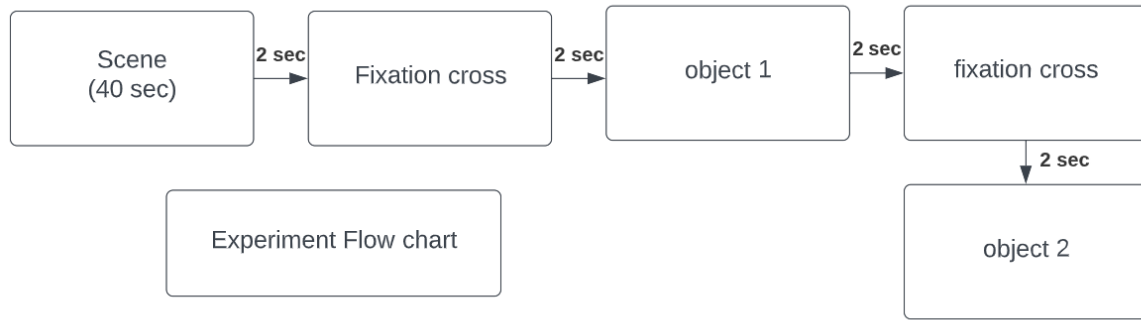 Scene
(40 sec)
2 sec
Fixation cross
2 sec
object 1
2 sec
fixation cross
2 sec
object 2
Experiment Flow chart